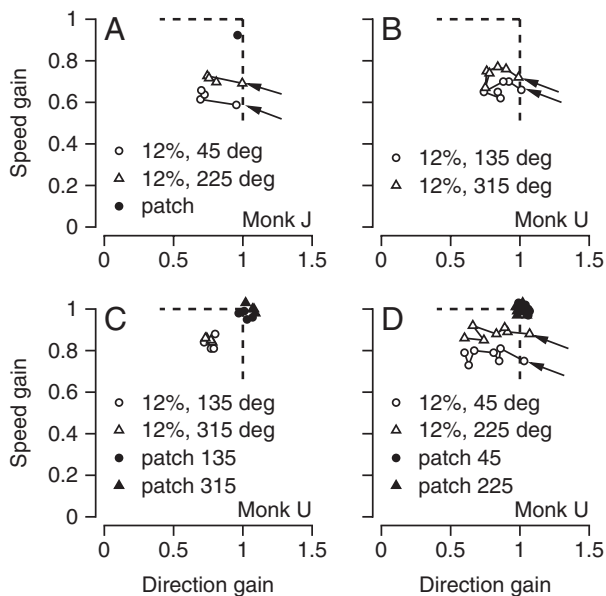 A
Speed gain
1
0.8
0.6
0.4
0.2
0
12%, 45 deg
12%, 225 deg
patch
Monk J
0
0.5
1
1.5
B
12%, 135 deg
12%, 315 deg
Monk U
0
0.5
1
1.5
C
Speed gain
1
0.8
0.6
0.4
0.2
0
12%, 135 deg
12%, 315 deg
patch 135
patch 315
Monk U
0
0.5
1
1.5
Direction gain
D
12%, 45 deg
12%, 225 deg
patch 45
patch 225
Monk U
0
0.5
1
1.5
Direction gain